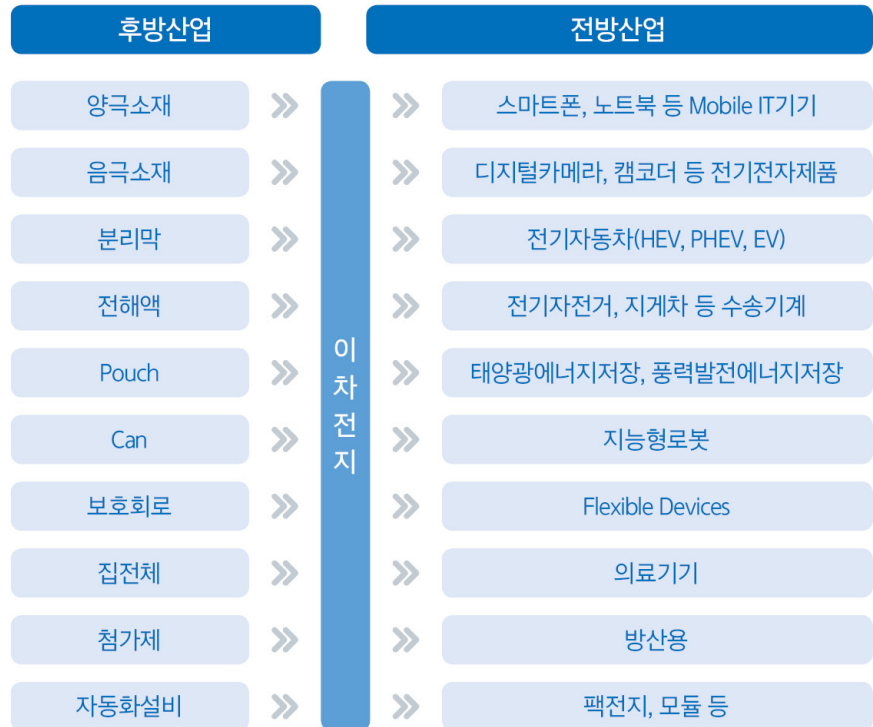 후방산업
전방산업
양극소재
스마트폰, 노트북 등 Mobile IT기기
음극소재
디지털카메라, 캠코더 등 전기전자제품
분리막
전기자동차(HEV, PHEV, EV)
전해액
전기자전거, 지게차 등 수송기계
Pouch
태양광에너지저장, 풍력발전에너지저장
Can
지능형로봇
보호회로
Flexible Devices
집전체
의료기기
첨가제
방산용
자동화설비
팩전지, 모듈 등
이차전지